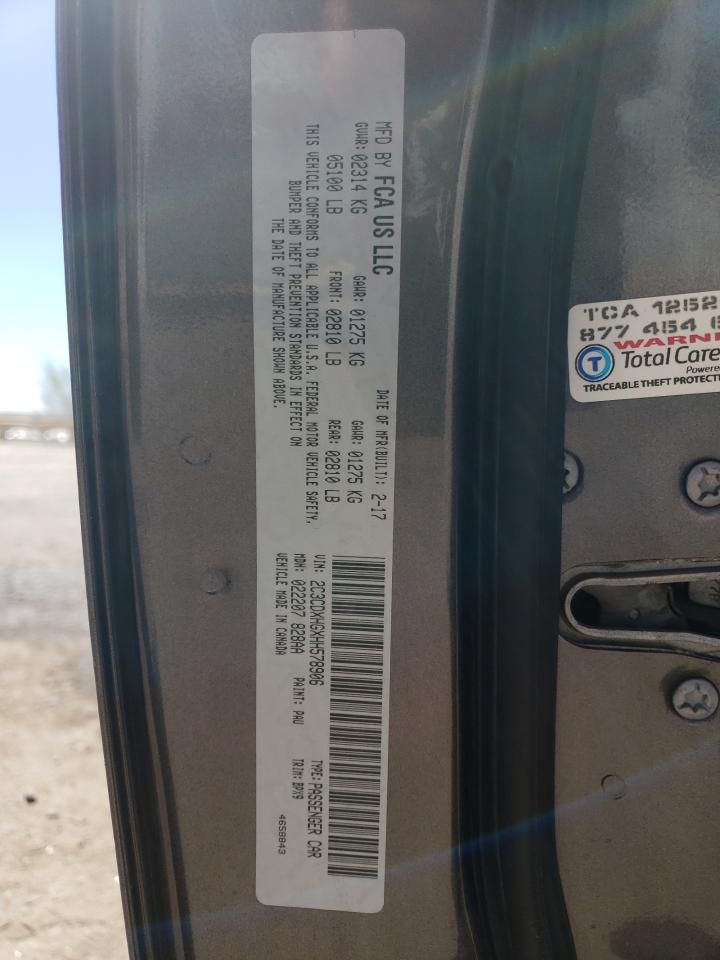 MFD BY FCA US LLC
DATE OF MFR(BUILT): 2-17
GVWR: 02314 KG
GAWR: 01275 KG
GAWR: 01275 KG
05100 LB
FRONT: 02810 LB
REAR: 02810 LB
THIS VEHICLE CONFORMS TO ALL APPLICABLE U.S.A. FEDERAL MOTOR VEHICLE SAFETY,
BUMPER AND THEFT PREVENTION STANDARDS IN EFFECT ON
THE DATE OF MANUFACTURE SHOWN ABOVE.
VIN: 2C3CDXHGXHH578906
TYPE: PASSENGER CAR
MDH: 022207 828AA
PAINT: PAU
TRIM: BPX9
VEHICLE MADE IN CANADA
4658843
TCA 1252
877 454
WARN
T Total Care
Powere
TRACEABLE THEFT PROTECTI